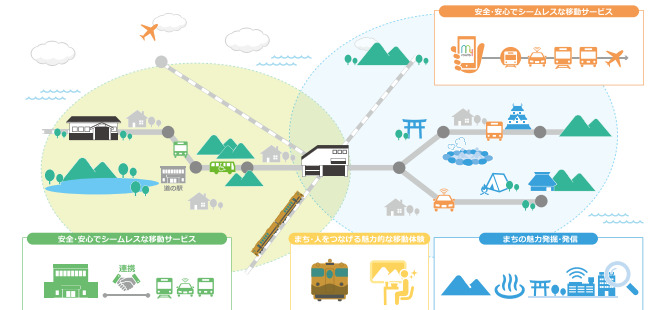 安全・安心でシームレスな移動サービス
道の駅
安全・安心でシームレスな移動サービス
連携
まち・人をつなげる魅力的な移動体験
まちの魅力発掘・発信